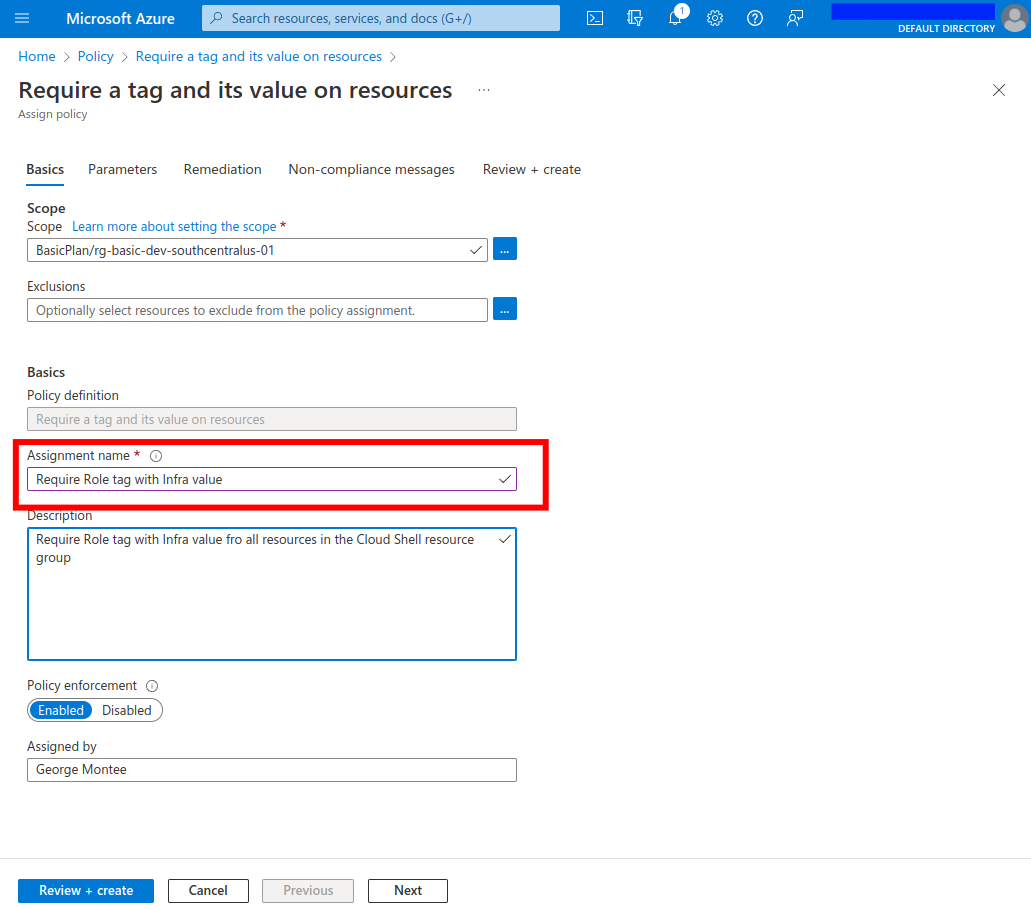 Microsoft Azure
Search resources, services, and docs (G+/)
1
DEFAULT DIRECTORY
Home > Policy > Require a tag and its value on resources >
Require a tag and its value on resources ...
Assign policy
Basics Parameters Remediation Non-compliance messages Review + create
Scope
Scope Learn more about setting the scope *
BasicPlan/rg-basic-dev-southcentralus-01 ...
Exclusions
Optionally select resources to exclude from the policy assignment. ...
Basics
Policy definition
Require a tag and its value on resources
Assignment name *
Require Role tag with Infra value
Description
Require Role tag with Infra value fro all resources in the Cloud Shell resource
group
Policy enforcement
Enabled Disabled
Assigned by
George Montee
Review + create Cancel Previous Next